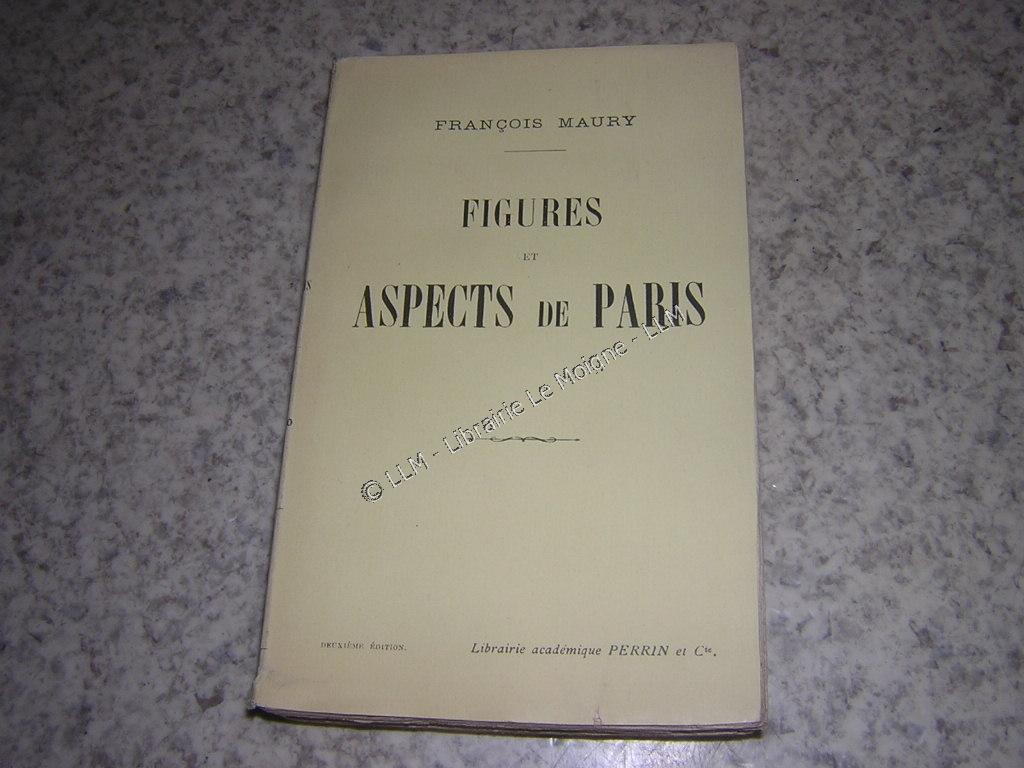 FRANÇOIS MAURY
FIGURES
ET
ASPECTS DE PARIS
© LLM - Librairie Le Moigne - LLM
DEUXIÈME ÉDITION.
Librairie académique PERRIN et Cie.